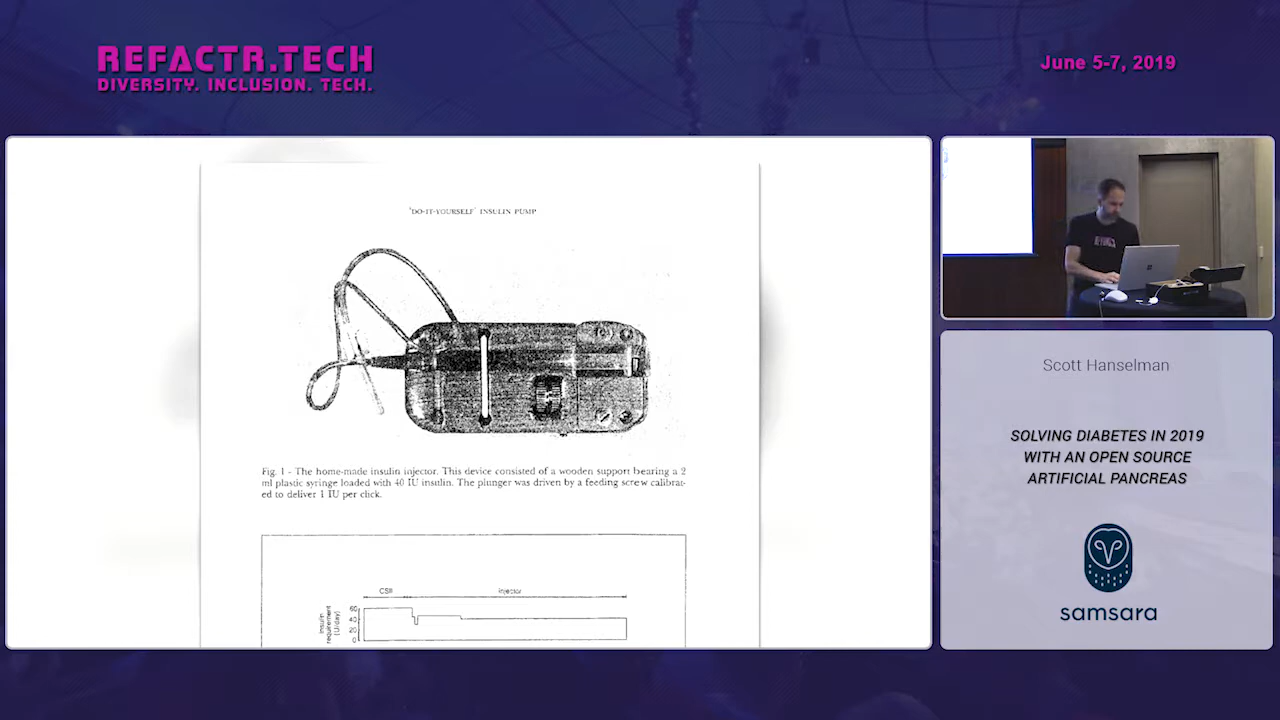 REFACTR.TECH
DIVERSITY. INCLUSION. TECH.
June 5-7, 2019
"DO-IT-YOURSELF" INSULIN PUMP
Fig. 1 - The home-made insulin injector. This device consisted of a wooden support bearing a 2
ml plastic syringe loaded with 40 IU insulin. The plunger was driven by a feeding screw calibrat-
ed to deliver 1 IU per click.
CSII
Injector
Insulin
requirement
(U/day)
60
40
20
0
Scott Hanselman
SOLVING DIABETES IN 2019
WITH AN OPEN SOURCE
ARTIFICIAL PANCREAS
samsara